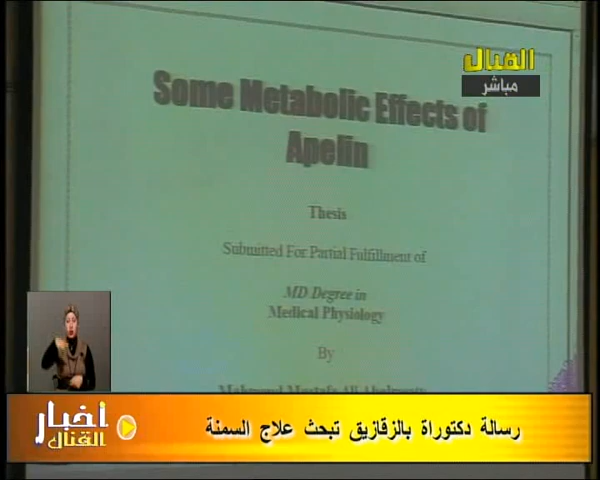 القنال
مباشر
Some Metabolic Effects of
Apelin
Thesis
Submitted For Partial Fulfillment of
MD Degree in
Medical Physiology
By
أخبار
القنال
رسالة دكتوراة بالزقازيق تبحث علاج السمنة